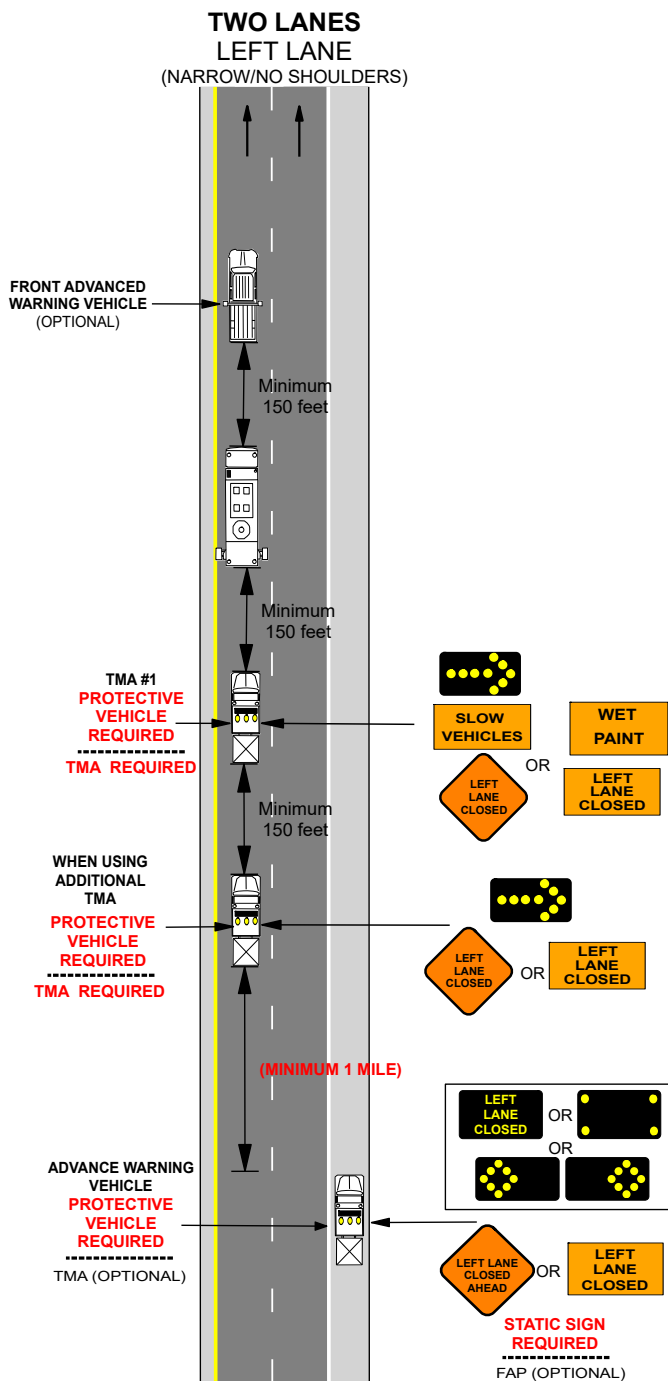 TWO LANES
LEFT LANE
(NARROW/NO SHOULDERS)
FRONT ADVANCED
WARNING VEHICLE
(OPTIONAL)
Minimum
150 feet
Minimum
150 feet
TMA #1
PROTECTIVE
VEHICLE
REQUIRED
TMA REQUIRED
SLOW
VEHICLES
WET
PAINT
LEFT
LANE
CLOSED
OR
LEFT
LANE
CLOSED
Minimum
150 feet
WHEN USING
ADDITIONAL
TMA
PROTECTIVE
VEHICLE
REQUIRED
TMA REQUIRED
LEFT
LANE
CLOSED
OR
LEFT
LANE
CLOSED
(MINIMUM 1 MILE)
LEFT
LANE
CLOSED
OR
OR
ADVANCE WARNING
VEHICLE
PROTECTIVE
VEHICLE
REQUIRED
TMA (OPTIONAL)
LEFT LANE
CLOSED
AHEAD
OR
LEFT
LANE
CLOSED
STATIC SIGN
REQUIRED
FAP (OPTIONAL)